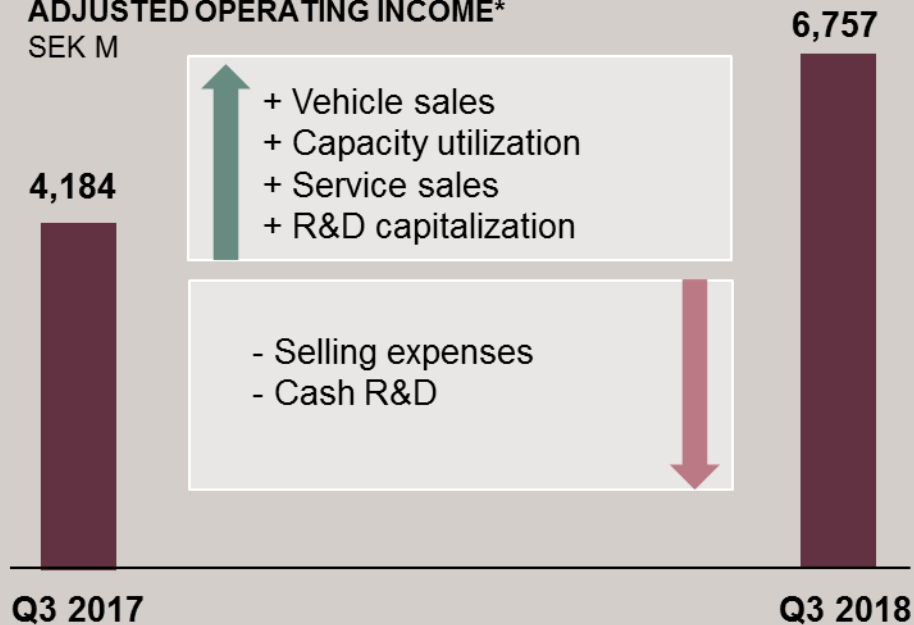 ADJUSTED OPERATING INCOME*
SEK M
6,757
+ Vehicle sales
+ Capacity utilization
+ Service sales
+ R&D capitalization
4,184
- Selling expenses
- Cash R&D
Q3 2017
Q3 2018